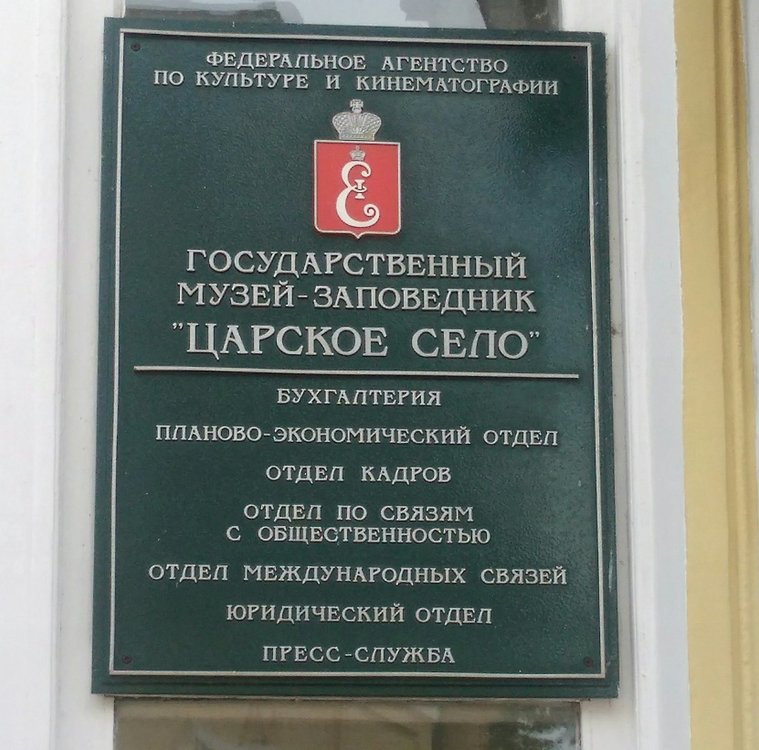 ФЕДЕРАЛЬНОЕ АГЕНТСТВО
ПО КУЛЬТУРЕ И КИНЕМАТОГРАФИИ
Е I
ГОСУДАРСТВЕННЫЙ
МУЗЕЙ-ЗАПОВЕДНИК
"ЦАРСКОЕ СЕЛО"
БУХГАЛТЕРИЯ
ПЛАНОВО-ЭКОНОМИЧЕСКИЙ ОТДЕЛ
ОТДЕЛ КАДРОВ
ОТДЕЛ ПО СВЯЗЯМ
С ОБЩЕСТВЕННОСТЬЮ
ОТДЕЛ МЕЖДУНАРОДНЫХ СВЯЗЕЙ
ЮРИДИЧЕСКИЙ ОТДЕЛ
ПРЕСС-СЛУЖБА